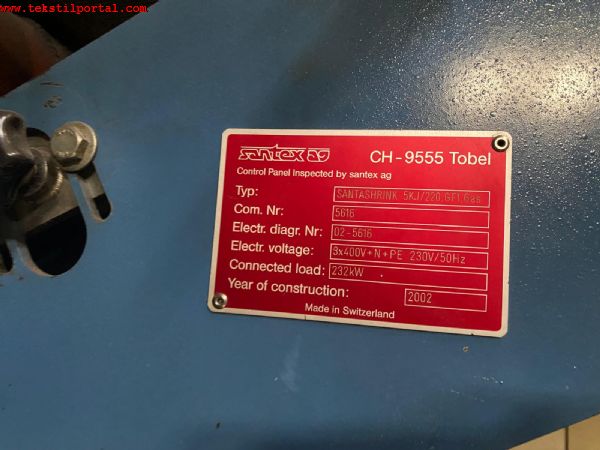 www.tekstilportal.com
santex ag
CH-9555 Tobel
Control Panel Inspected by santex ag
Typ: SANTASHRINK 5KJ/220 GFI Gas
Com. Nr: 5616
Electr. diagr. Nr: 02-5616
Electr. voltage: 3x400V+N+PE 230V/50Hz
Connected load: 232kW
Year of construction: 2002
Made in Switzerland